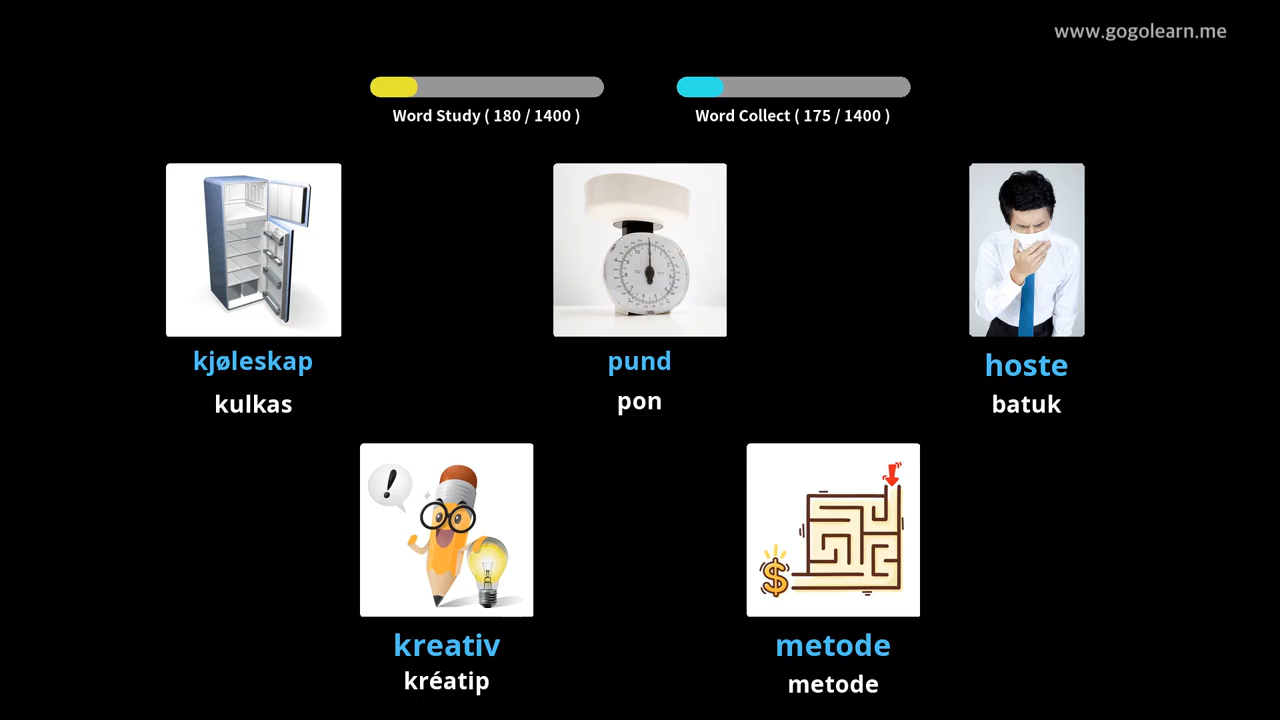 www.gogolearn.me
Word Study ( 180 / 1400 )
Word Collect ( 175 / 1400 )
kjøleskap
kulkas
pund
pon
hoste
batuk
!
$
kreativ
kréatip
metode
metode